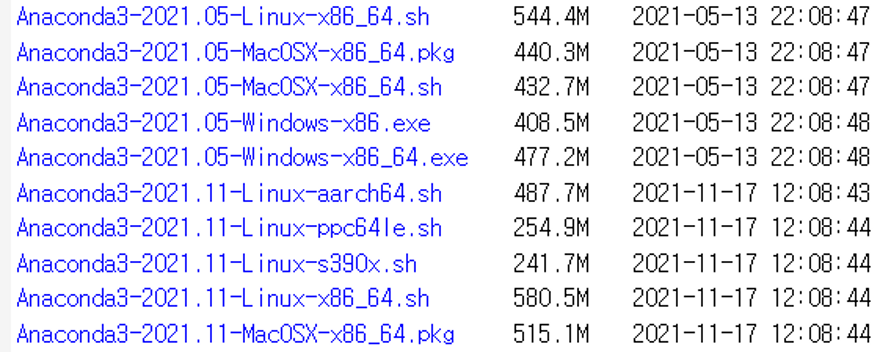 Anaconda3-2021.05-Linux-x86_64.sh 544.4M 2021-05-13 22:08:47
Anaconda3-2021.05-MacOSX-x86_64.pkg 440.3M 2021-05-13 22:08:47
Anaconda3-2021.05-MacOSX-x86_64.sh 432.7M 2021-05-13 22:08:47
Anaconda3-2021.05-Windows-x86.exe 408.5M 2021-05-13 22:08:48
Anaconda3-2021.05-Windows-x86_64.exe 477.2M 2021-05-13 22:08:48
Anaconda3-2021.11-Linux-aarch64.sh 487.7M 2021-11-17 12:08:43
Anaconda3-2021.11-Linux-ppc64le.sh 254.9M 2021-11-17 12:08:44
Anaconda3-2021.11-Linux-s390x.sh 241.7M 2021-11-17 12:08:44
Anaconda3-2021.11-Linux-x86_64.sh 580.5M 2021-11-17 12:08:44
Anaconda3-2021.11-MacOSX-x86_64.pkg 515.1M 2021-11-17 12:08:44